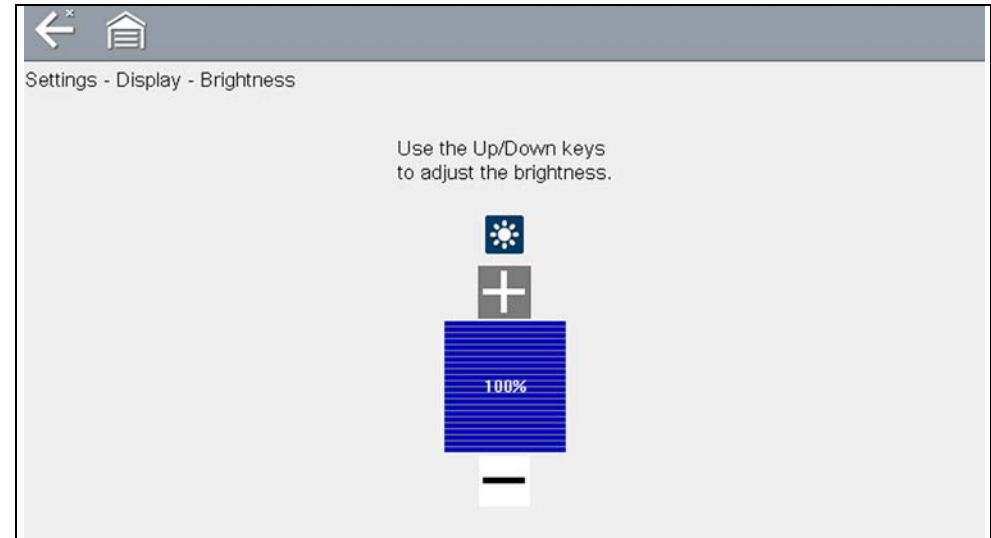 Settings - Display - Brightness
Use the Up/Down keys
to adjust the brightness.
100%